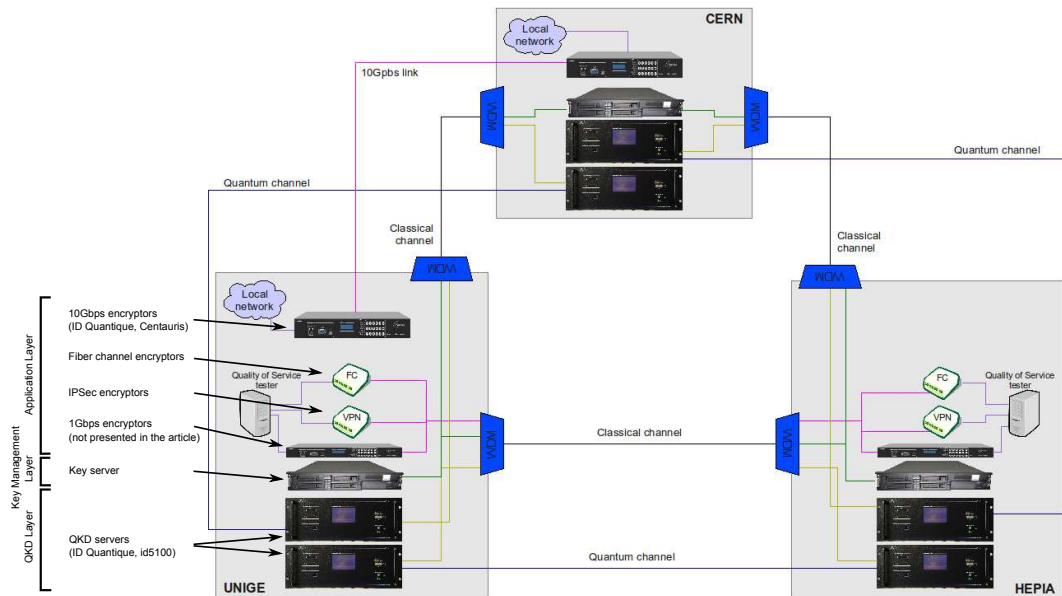 CERN
Local
network
10Gpbs link
WDM
WDM
Quantum channel
Quantum channel
Classical
channel
Classical
channel
WDM
WDM
Local
network
10Gbps encryptors
(ID Quantique, Centauris)
Application Layer
Fiber channel encryptors
Quality of Service
tester
FC
IPSec encryptors
VPN
1Gbps encryptors
(not presented in the article)
WDM
Classical channel
WDM
FC
VPN
Quality of Service
tester
Key Management
Layer
Key server
QKD Layer
QKD servers
(ID Quantique, id5100)
Quantum channel
UNIGE
HEPIA